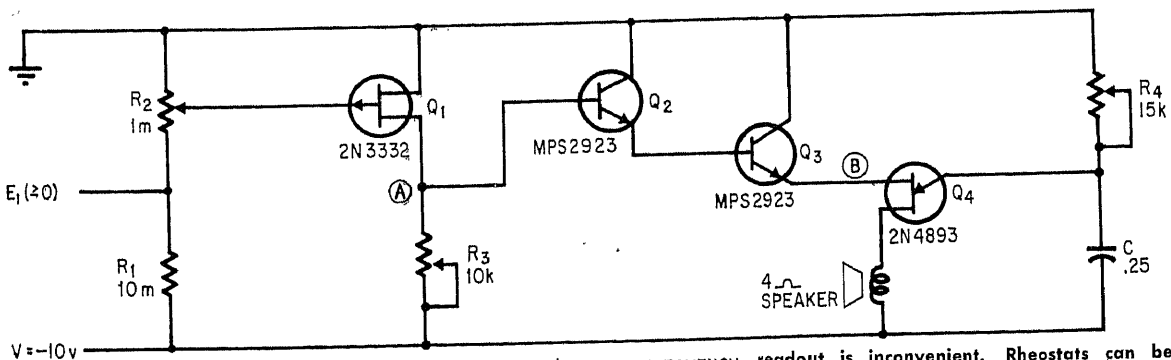 R2
1m
Q1
2N3332
Q2
MPS2923
Q3
MPS2923
R4
15k
E1(≥0)
A
B
Q4
2N4893
R1
10m
R3
10k
4Ω
SPEAKER
C
.25
V=-10v
readout is inconvenient. Rheostats can be